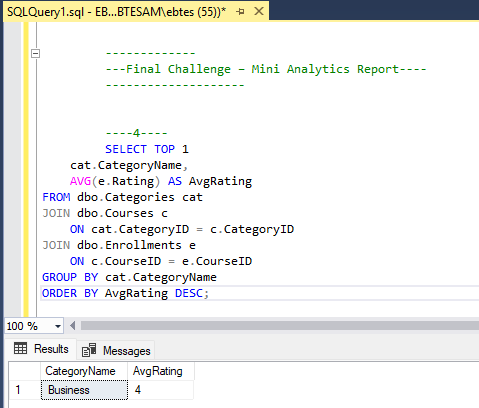 SQLQuery1.sql - EB...BTESAM\ebtes (55))*
-------------
---Final Challenge – Mini Analytics Report----
--------------------
----4----
SELECT TOP 1
cat.CategoryName,
AVG(e.Rating) AS AvgRating
FROM dbo.Categories cat
JOIN dbo.Courses c
ON cat.CategoryID = c.CategoryID
JOIN dbo.Enrollments e
ON c.CourseID = e.CourseID
GROUP BY cat.CategoryName
ORDER BY AvgRating DESC;
100 %
Results Messages
CategoryName AvgRating
1 Business 4